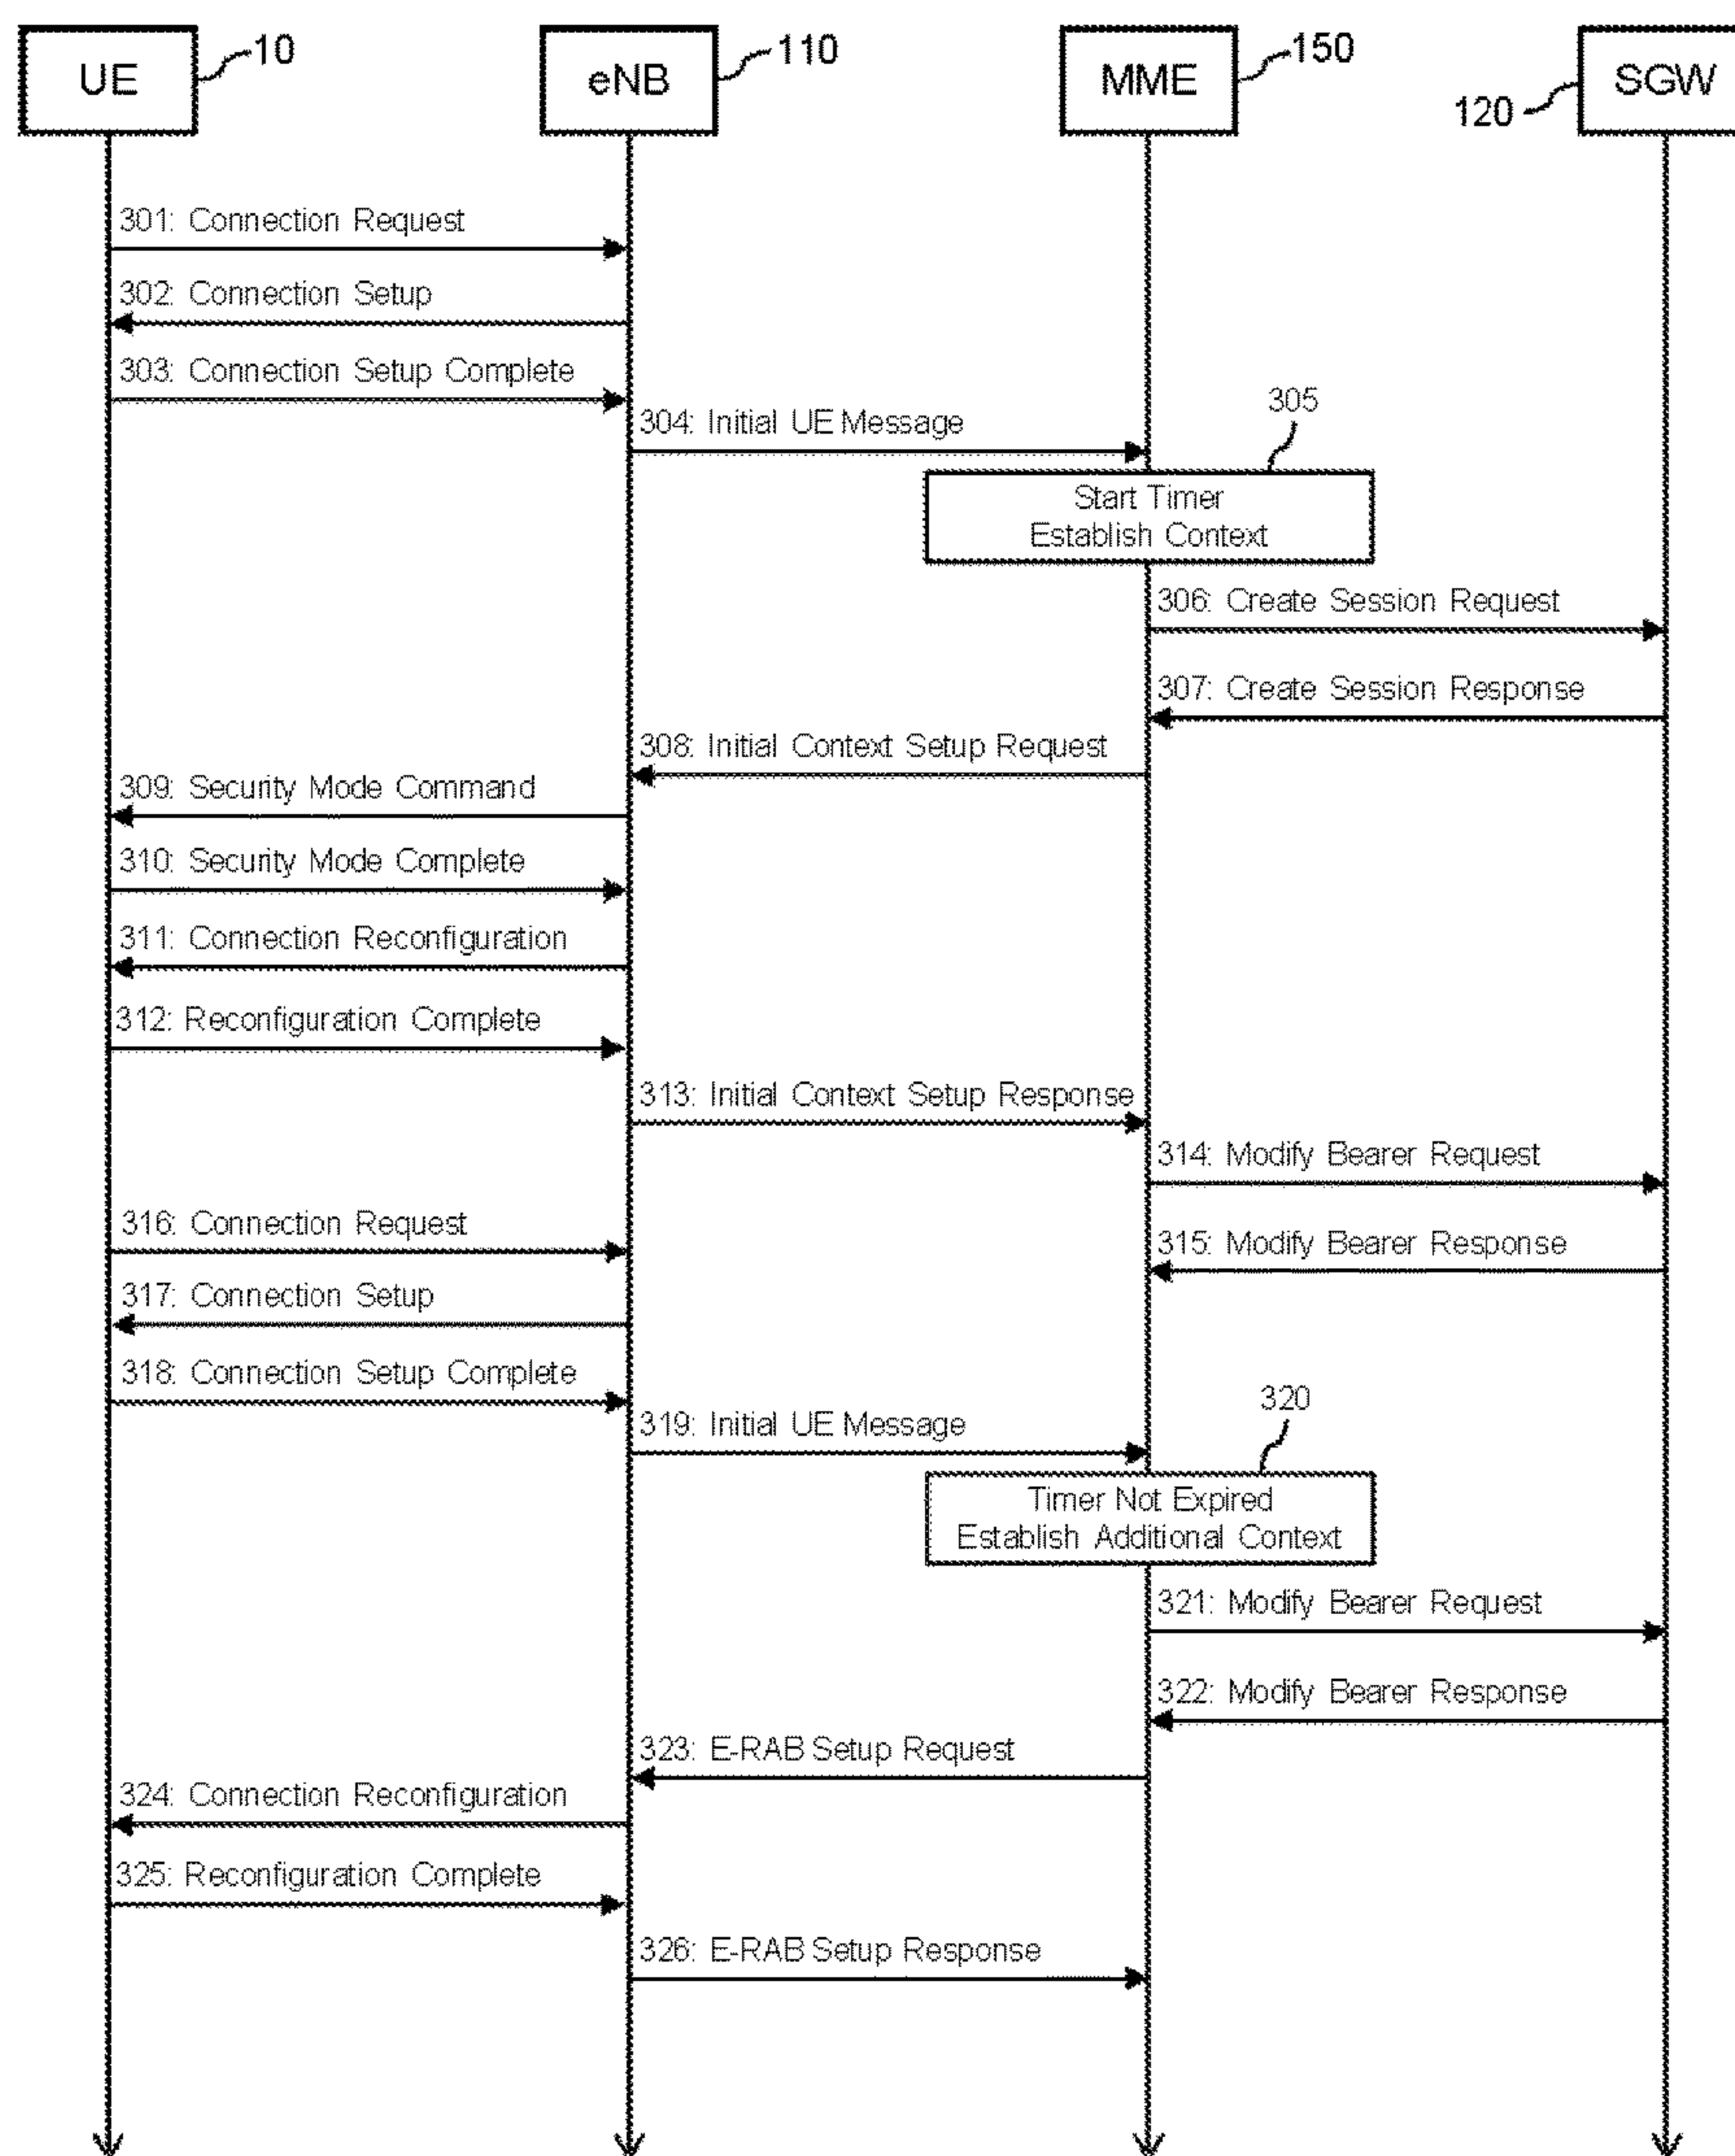 UE
10
eNB
110
MME
150
120
SGW
301: Connection Request
302: Connection Setup
303: Connection Setup Complete
304: Initial UE Message
305
Start Timer
Establish Context
306: Create Session Request
307: Create Session Response
308: Initial Context Setup Request
309: Security Mode Command
310: Security Mode Complete
311: Connection Reconfiguration
312: Reconfiguration Complete
313: Initial Context Setup Response
314: Modify Bearer Request
316: Connection Request
315: Modify Bearer Response
317: Connection Setup
318: Connection Setup Complete
319: Initial UE Message
320
Timer Not Expired
Establish Additional Context
321: Modify Bearer Request
322: Modify Bearer Response
323: E-RAB Setup Request
324: Connection Reconfiguration
325: Reconfiguration Complete
326: E-RAB Setup Response